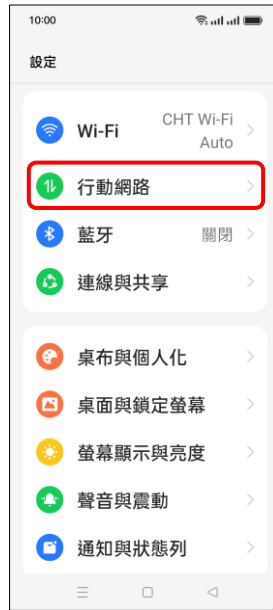 10:00
設定
Wi-Fi
CHT Wi-Fi
Auto
行動網路
藍牙
關閉
連線與共享
桌布與個人化
桌面與鎖定螢幕
螢幕顯示與亮度
聲音與震動
通知與狀態列